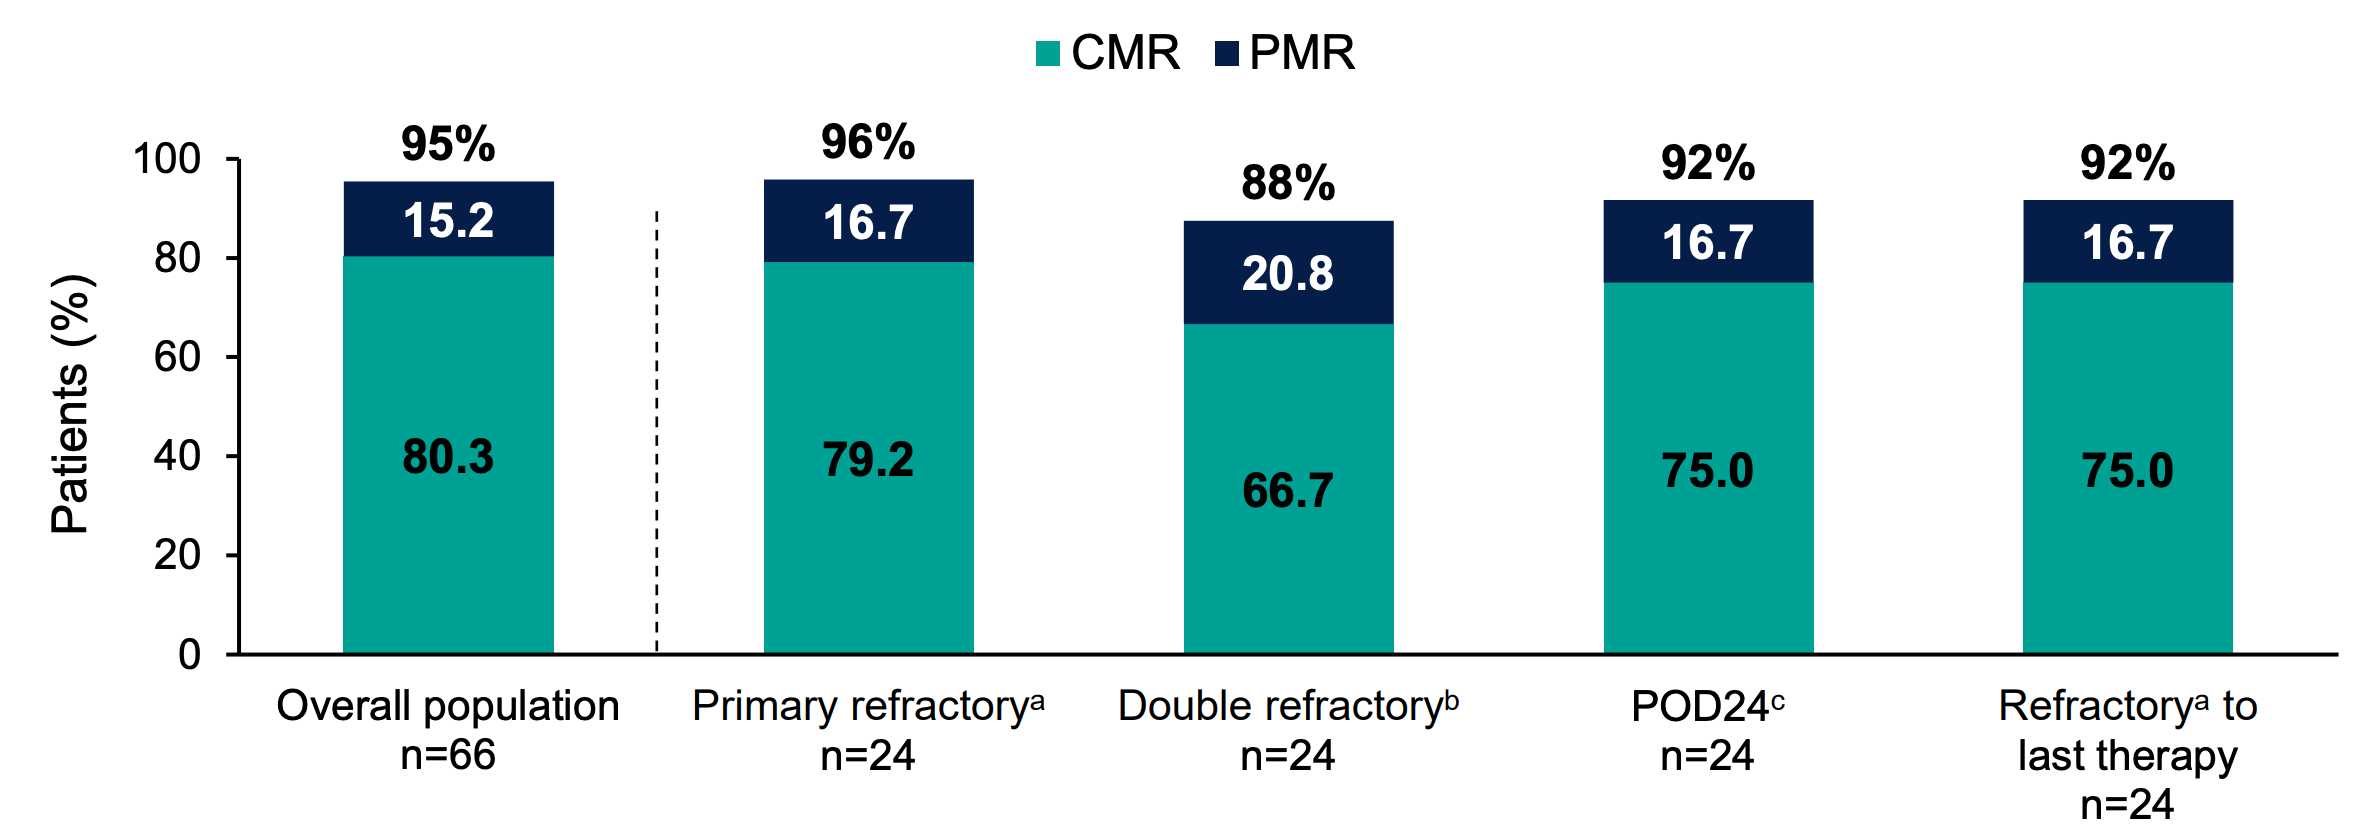 CMR PMR
Patients (%)
100
80
60
40
20
0
95%
15.2
80.3
96%
16.7
79.2
88%
20.8
66.7
92%
16.7
75.0
92%
16.7
75.0
Overall population
n=66
Primary refractoryᵃ
n=24
Double refractoryᵇ
n=24
POD24ᶜ
n=24
Refractoryᵃ to
last therapy
n=24